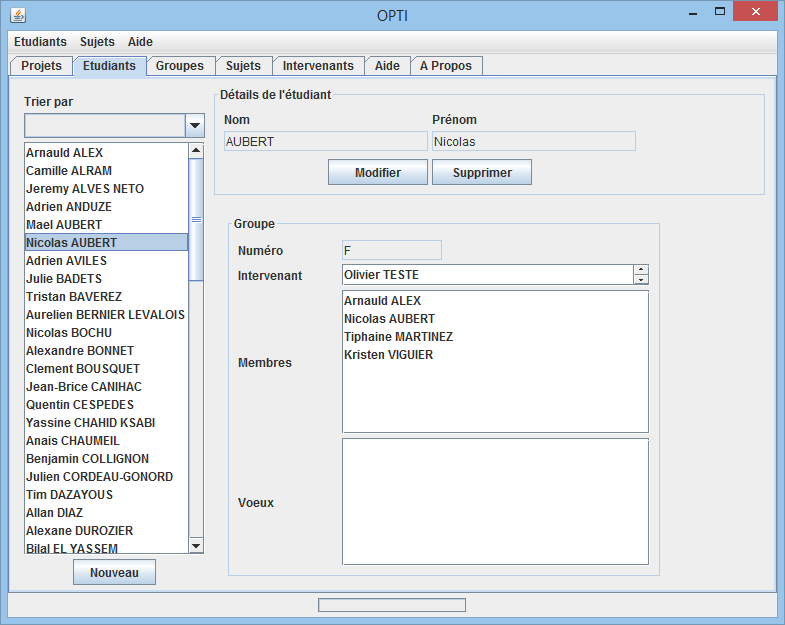 OPTI
Etudiants Sujets Aide
Projets Etudiants Groupes Sujets Intervenants Aide A Propos
Trier par
Arnauld ALEX
Camille ALRAM
Jeremy ALVES NETO
Adrien ANDUZE
Mael AUBERT
Nicolas AUBERT
Adrien AVILES
Julie BADETS
Tristan BAVEREZ
Aurelien BERNIER LEVALOIS
Nicolas BOCHU
Alexandre BONNET
Clement BOUSQUET
Jean-Brice CANIHAC
Quentin CESPEDES
Yassine CHAHID KSABI
Anais CHAUMEIL
Benjamin COLLIGNON
Julien CORDEAU-GONORD
Tim DAZAYOUS
Allan DIAZ
Alexane DUROZIER
Bilal EL YASSEM
Nouveau
Détails de l'étudiant
Nom Prénom
AUBERT Nicolas
Modifier Supprimer
Groupe
Numéro F
Intervenant Olivier TESTE
Membres
Arnauld ALEX
Nicolas AUBERT
Tiphaine MARTINEZ
Kristen VIGUIER
Voeux